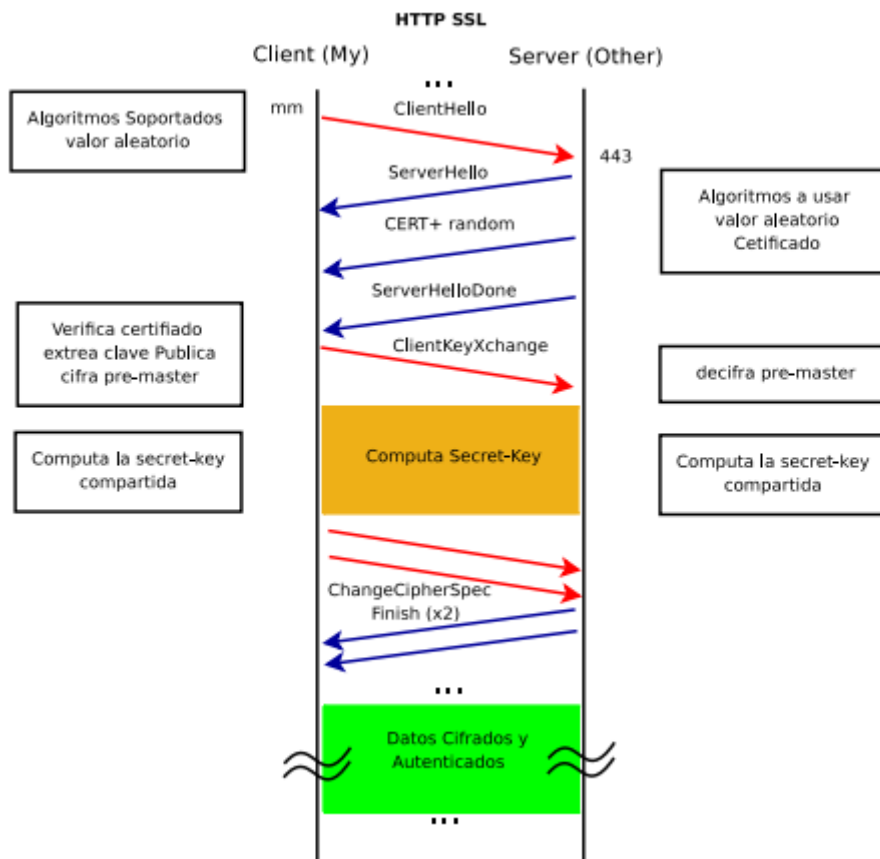 HTTP SSL
Client (My)
Server (Other)
...
mm
ClientHello
Algoritmos Soportados
valor aleatorio
443
ServerHello
Algoritmos a usar
valor aleatorio
Cetificado
CERT+ random
ServerHelloDone
Verifica certifiado
extrea clave Publica
cifra pre-master
ClientKeyXchange
decifra pre-master
Computa la secret-key
compartida
Computa Secret-Key
Computa la secret-key
compartida
ChangeCipherSpec
Finish (x2)
...
Datos Cifrados y
Autenticados
...